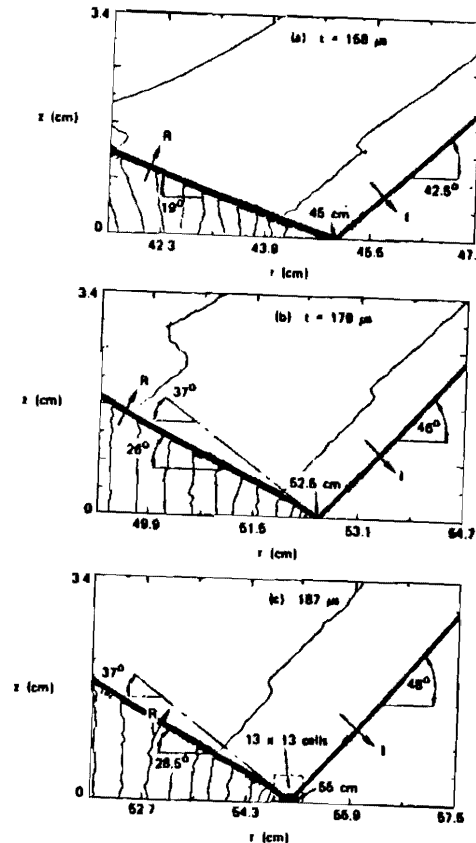 3.4
(a) t = 158 μs
z (cm)
R
19°
45 cm
42.5°
I
0
42.3
43.9
45.5
47.
r (cm)
3.4
(b) t = 179 μs
z (cm)
R
37°
26°
52.6 cm
46°
I
0
49.9
51.5
53.1
54.7
r (cm)
3.4
(c) 187 μs
z (cm)
37°
R
28.5°
13 x 13 cells
48°
I
55 cm
0
52.7
54.3
55.9
57.5
r (cm)